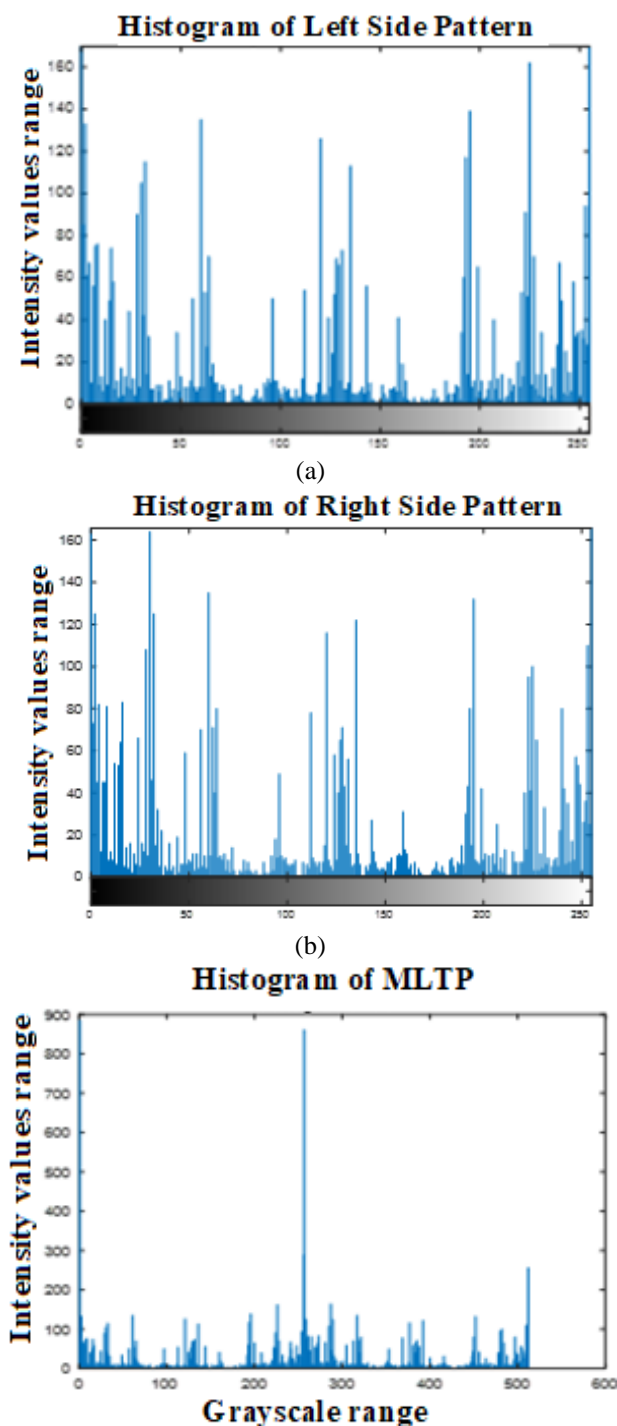 Histogram of Left Side Pattern
Intensity values range
160
140
120
100
80
60
40
20
0
0 50 100 150 200 250
(a)
Histogram of Right Side Pattern
Intensity values range
160
140
120
100
80
60
40
20
0
0 50 100 150 200 250
(b)
Histogram of MLTP
Intensity values range
900
800
700
600
500
400
300
200
100
0
0 100 200 300 400 500 600
Grayscale range